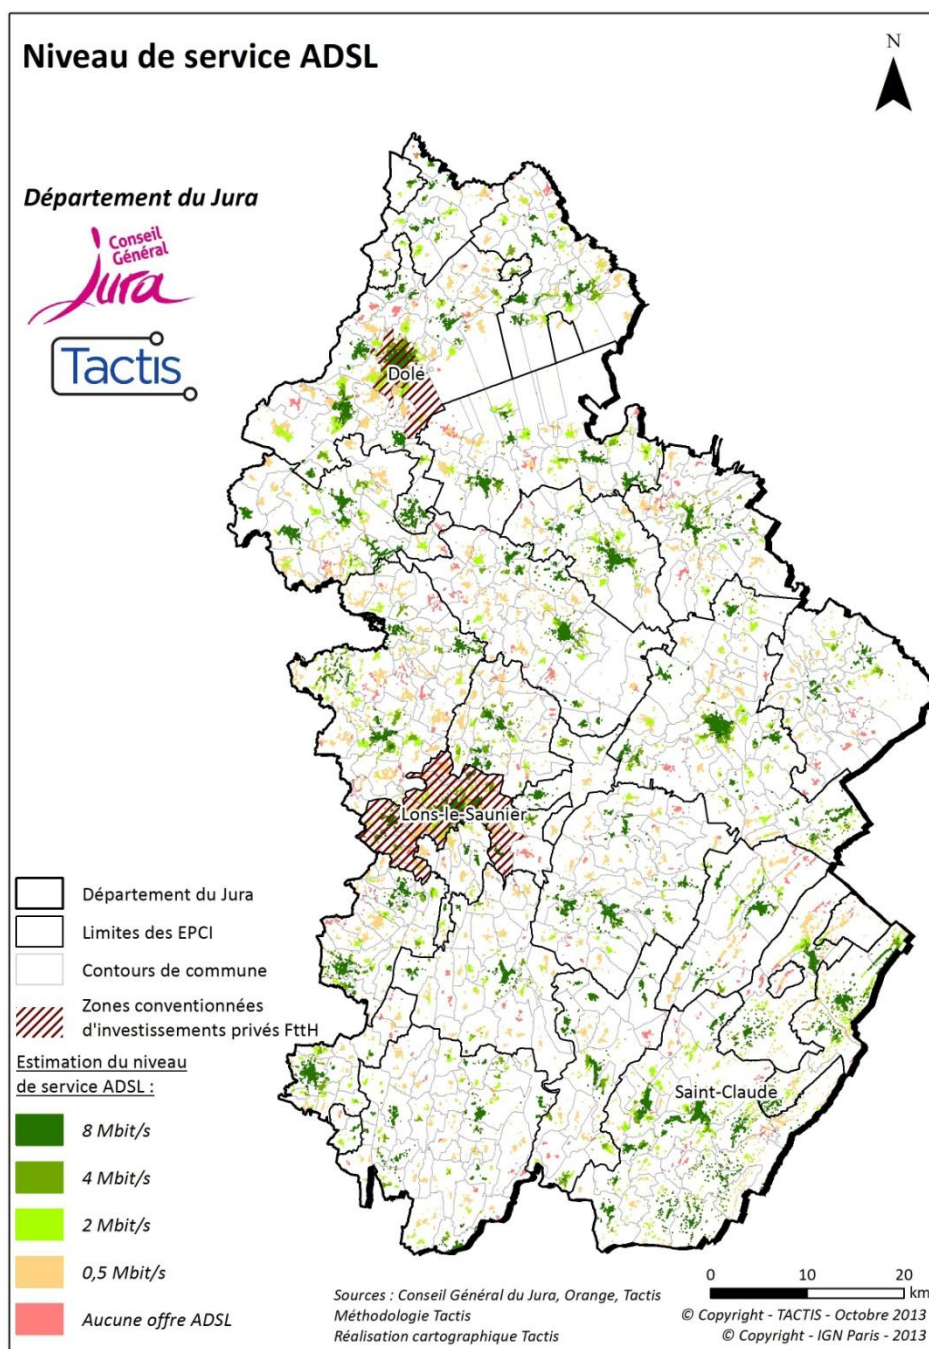 Niveau de service ADSL
N
Département du Jura
Conseil
Général
Jura
Tactis
Dole
Lons-le-Saunier
Saint-Claude
Département du Jura
Limites des EPCI
Contours de commune
Zones conventionnées
d'investissements privés FttH
Estimation du niveau
de service ADSL :
8 Mbit/s
4 Mbit/s
2 Mbit/s
0,5 Mbit/s
Aucune offre ADSL
Sources : Conseil Général du Jura, Orange, Tactis
Méthodologie Tactis
Réalisation cartographique Tactis
0 10 20
km
© Copyright - TACTIS - Octobre 2013
© Copyright - IGN Paris - 2013